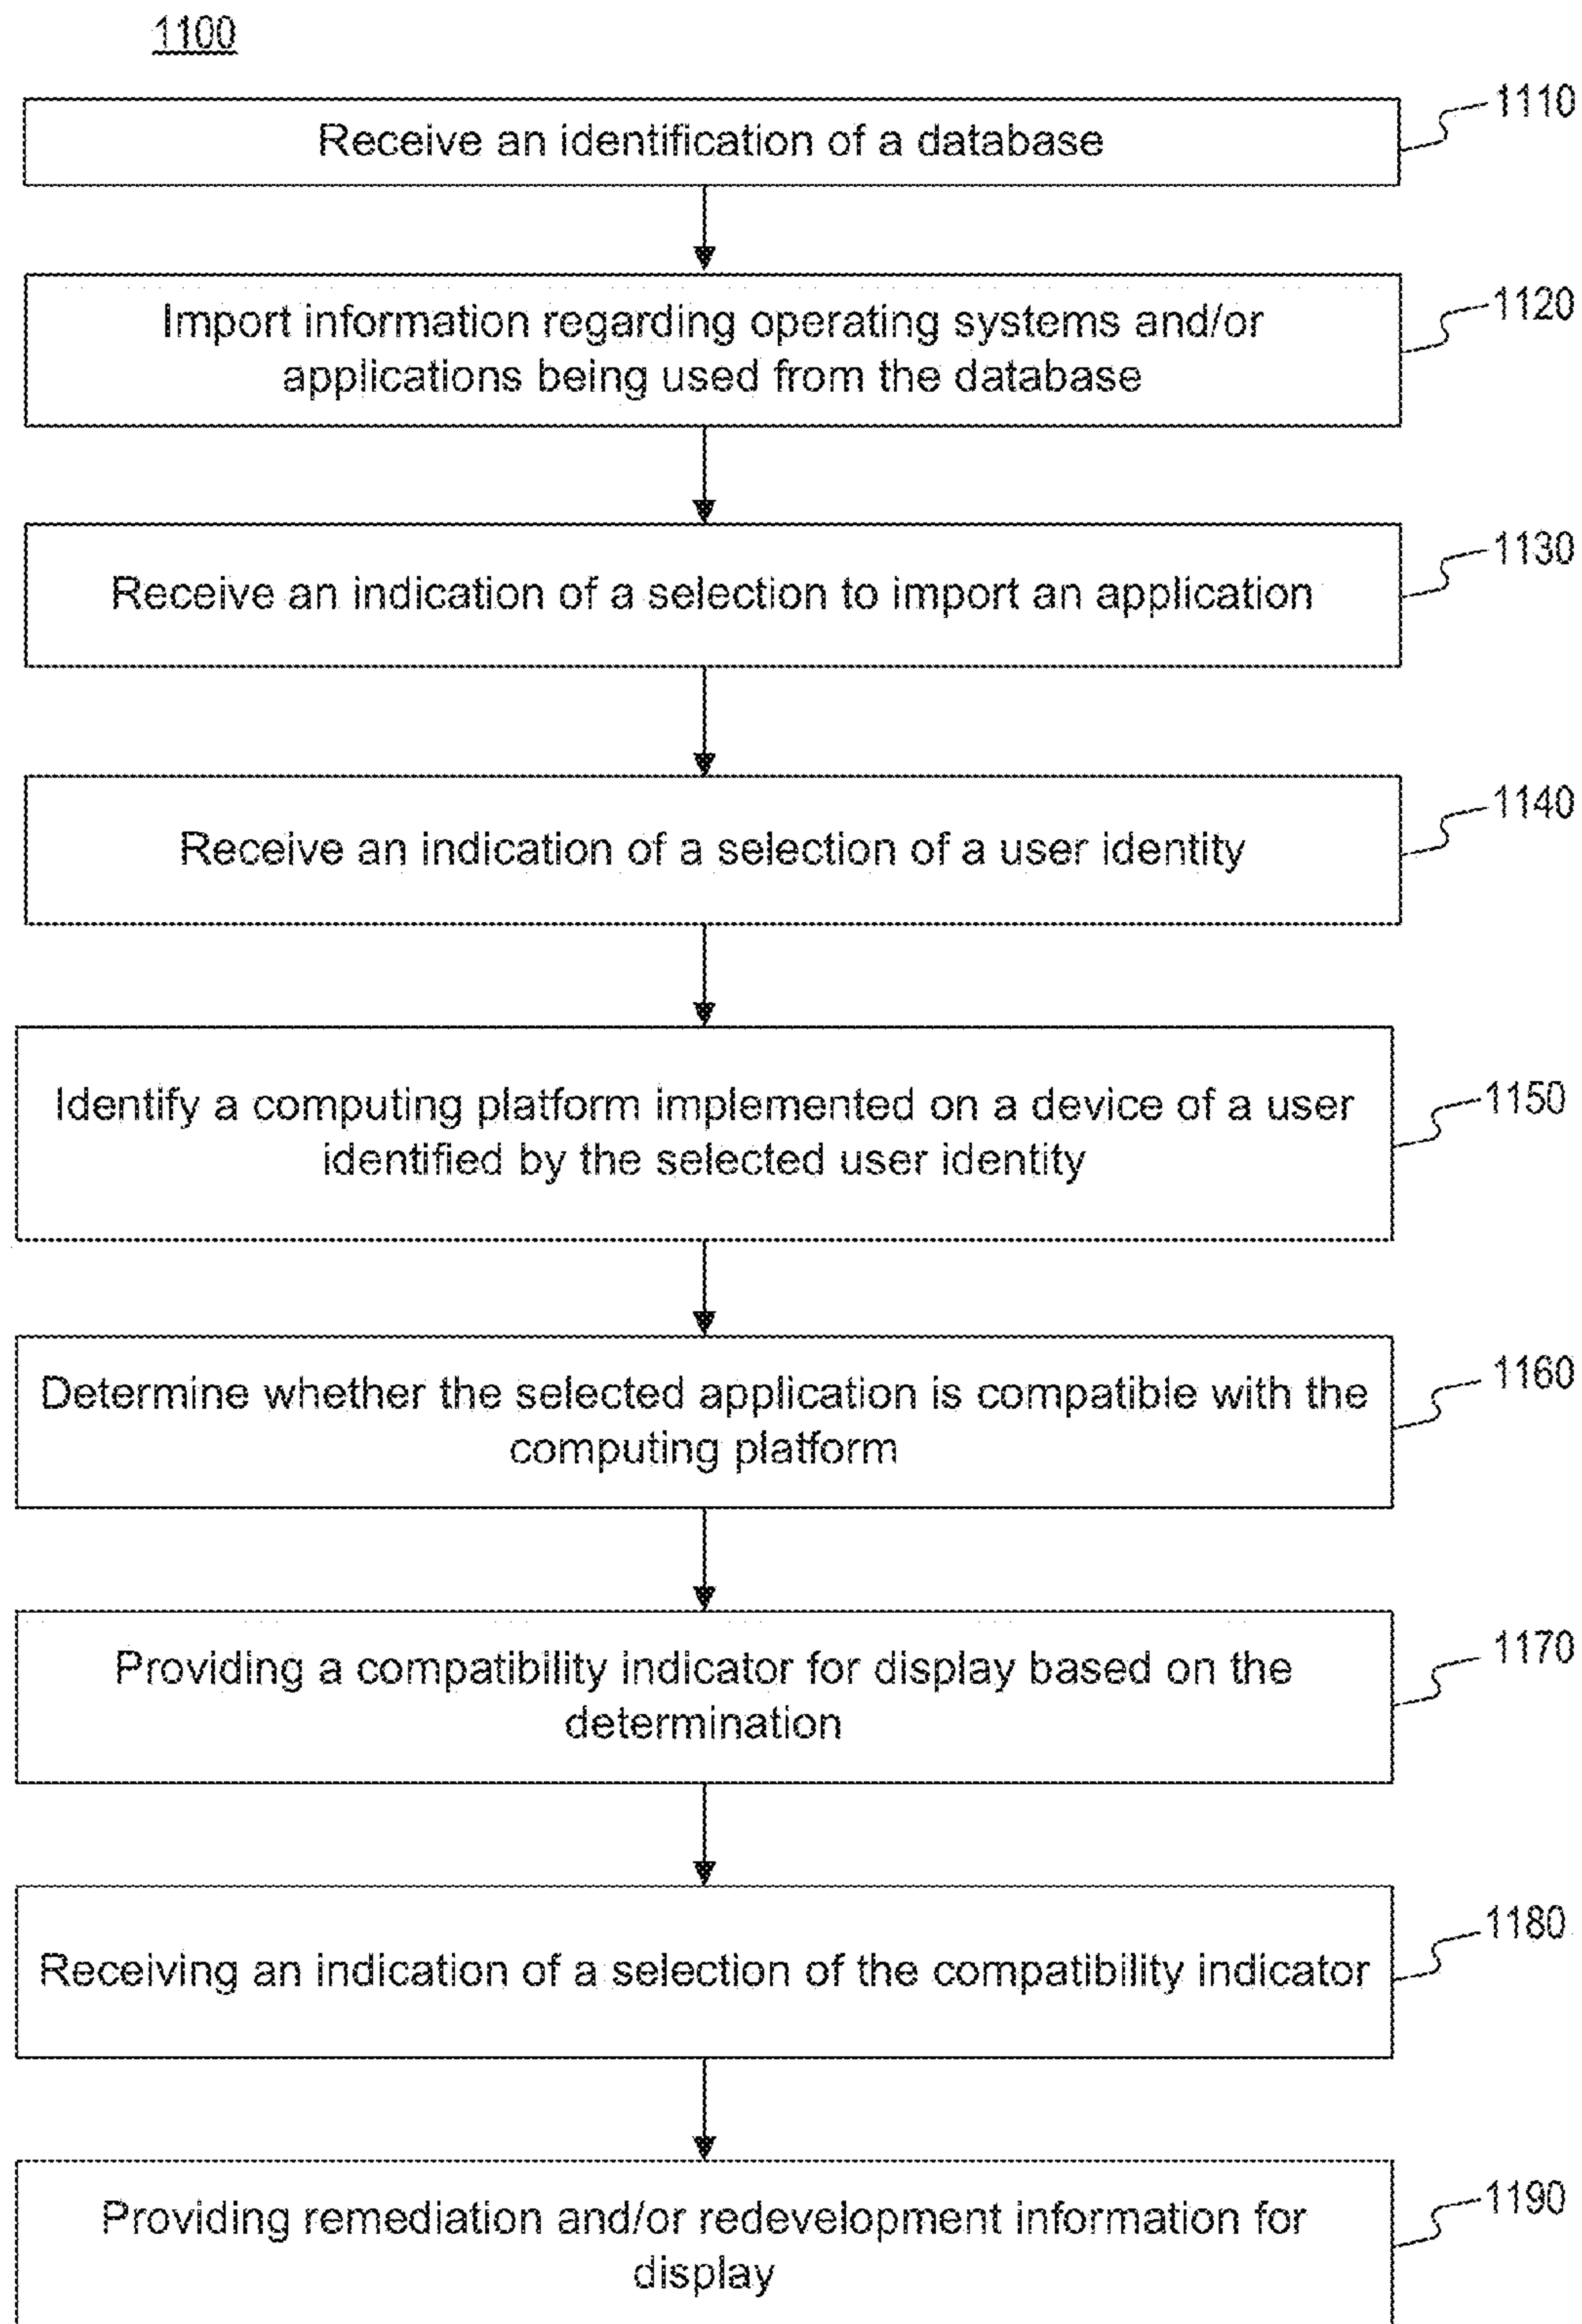 1100
Receive an identification of a database
1110
Import information regarding operating systems and/or
applications being used from the database
1120
Receive an indication of a selection to import an application
1130
Receive an indication of a selection of a user identity
1140
Identify a computing platform implemented on a device of a user
identified by the selected user identity
1150
Determine whether the selected application is compatible with the
computing platform
1160
Providing a compatibility indicator for display based on the
determination
1170
Receiving an indication of a selection of the compatibility indicator
1180
Providing remediation and/or redevelopment information for
display
1190